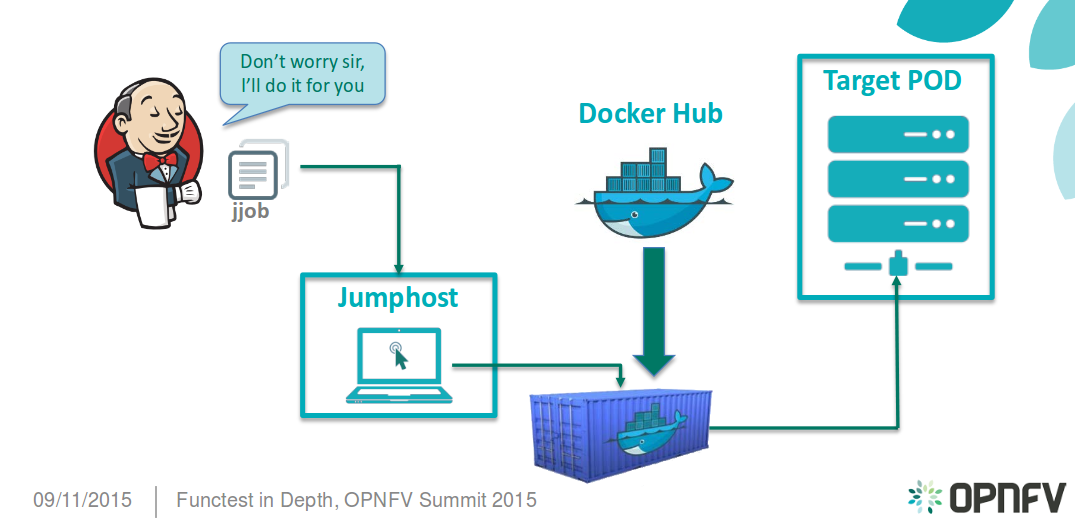 Don't worry sir,
I'll do it for you
jjob
Jumphost
Docker Hub
Target POD
09/11/2015
Functest in Depth, OPNFV Summit 2015
OPNFV